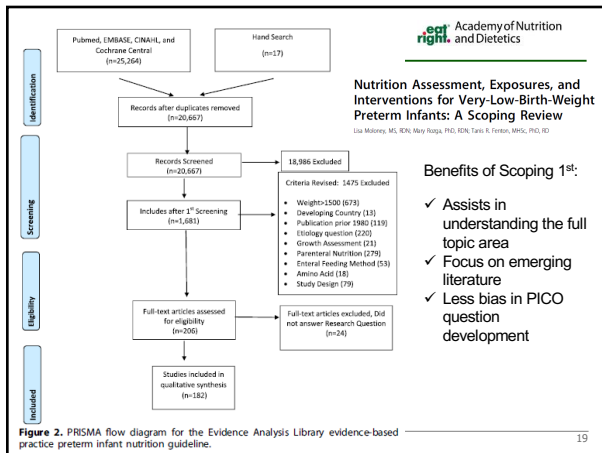 Pubmed, EMBASE, CINAHL, and
Cochrane Central
(n=25,264)
Hand Search
(n=17)
eat
right.
Academy of Nutrition
and Dietetics
Identification
Records after duplicates removed
(n=20,667)
Nutrition Assessment, Exposures, and
Interventions for Very-Low-Birth-Weight
Preterm Infants: A Scoping Review
Lisa Moloney, MS, RDN; Mary Rozga, PhD, RDN; Tanis R. Fenton, MHSc, PhD, RD
Screening
Records Screened
(n=20,667)
18,986 Excluded
Includes after 1st Screening
(n=1,681)
Criteria Revised: 1475 Excluded
• Weight>1500 (673)
• Developing Country (13)
• Publication prior 1980 (119)
• Etiology question (220)
• Growth Assessment (21)
• Parenteral Nutrition (279)
• Enteral Feeding Method (53)
• Amino Acid (18)
• Study Design (79)
Benefits of Scoping 1st:
✓ Assists in
understanding the full
topic area
✓ Focus on emerging
literature
✓ Less bias in PICO
question
development
Eligibility
Full-text articles assessed
for eligibility
(n=206)
Full-text articles excluded, Did
not answer Research Question
(n=24)
Included
Studies included in
qualitative synthesis
(n=182)
Figure 2. PRISMA flow diagram for the Evidence Analysis Library evidence-based
practice preterm infant nutrition guideline.
19